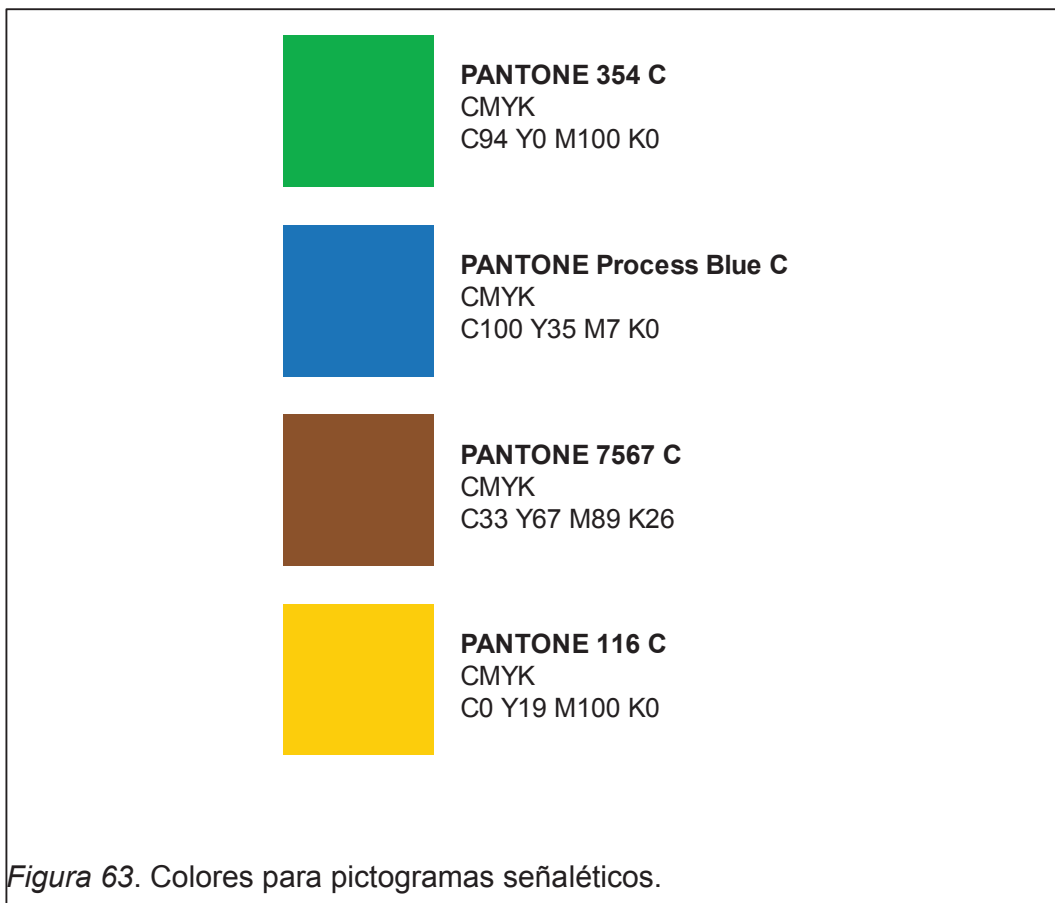 PANTONE 354 C
CMYK
C94 Y0 M100 K0
PANTONE Process Blue C
CMYK
C100 Y35 M7 K0
PANTONE 7567 C
CMYK
C33 Y67 M89 K26
PANTONE 116 C
CMYK
C0 Y19 M100 K0
Figura 63. Colores para pictogramas señaléticos.